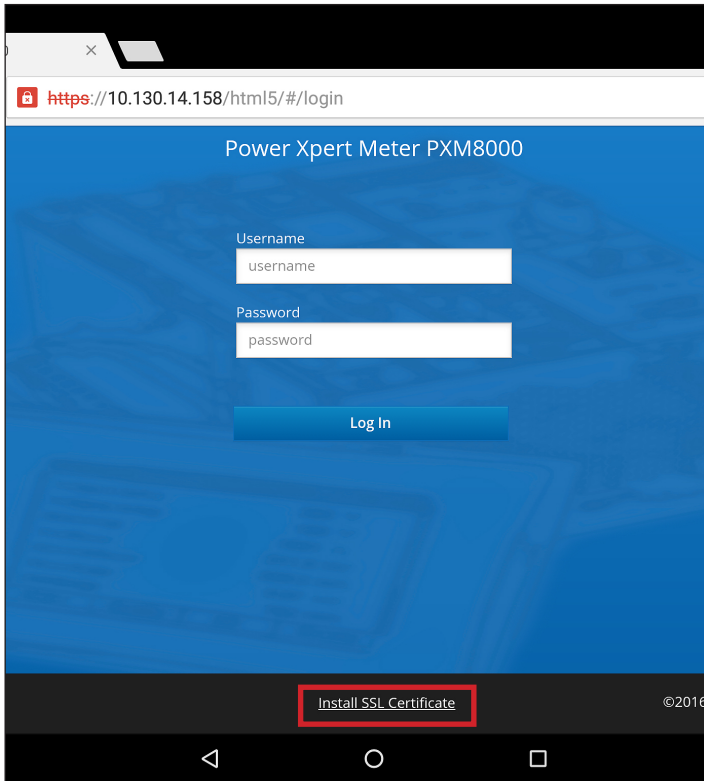 https://10.130.14.158/html5/#/login
Power Xpert Meter PXM8000
Username
username
Password
password
Log In
Install SSL Certificate
©2016